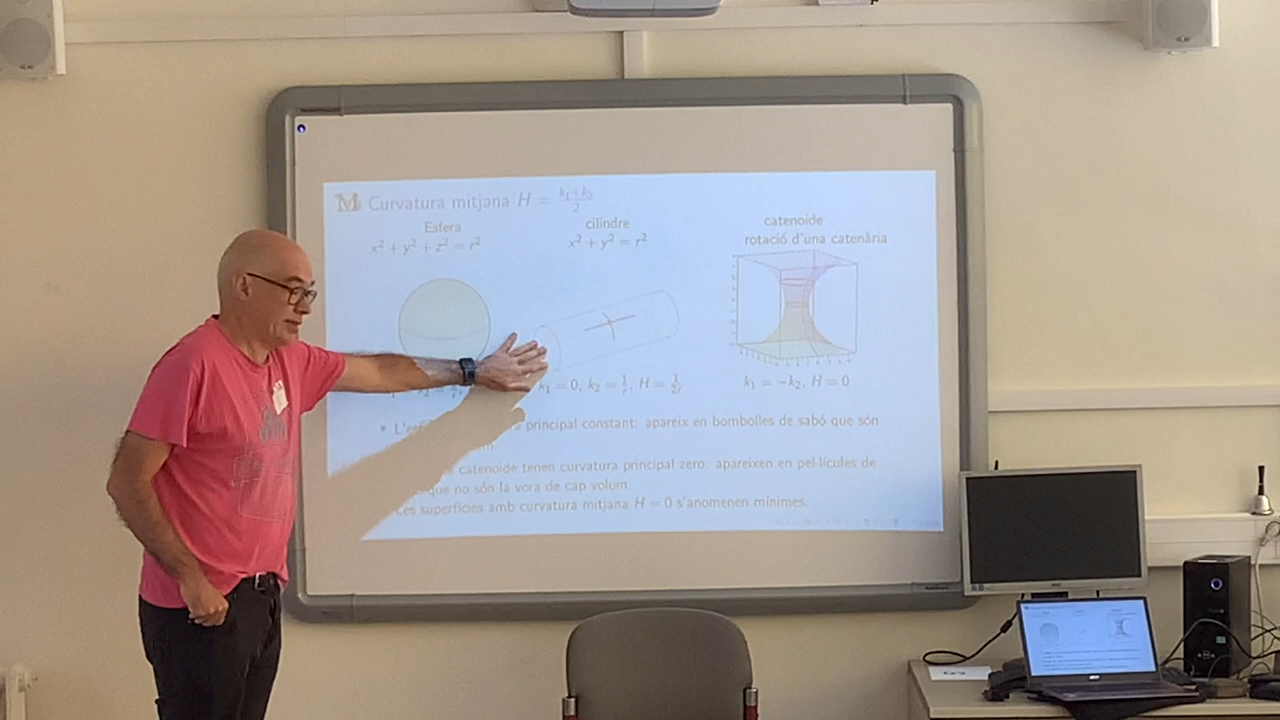 M Curvatura mitjana H = k₁+k₂/2
Esfera
x² + y² + z² = r²
cilindre
x² + y² = r²
catenoide
rotació d'una catenària
k₁ = 0, k₂ = 1/r, H = 1/2r
k₁ = −k₂, H = 0
principal constant: apareix en bombolles de sabó que són
catenoide tenen curvatura principal zero: apareixen en pel·lícules de
que no són la vora de cap volum
Les superfícies amb curvatura mitjana H = 0 s'anomenen mínimes.